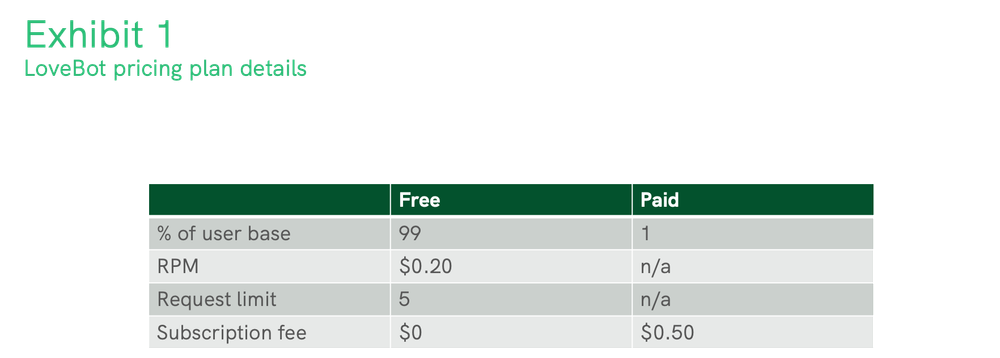 Exhibit 1
LoveBot pricing plan details
Free Paid
% of user base 99 1
RPM $0.20 n/a
Request limit 5 n/a
Subscription fee $0 $0.50